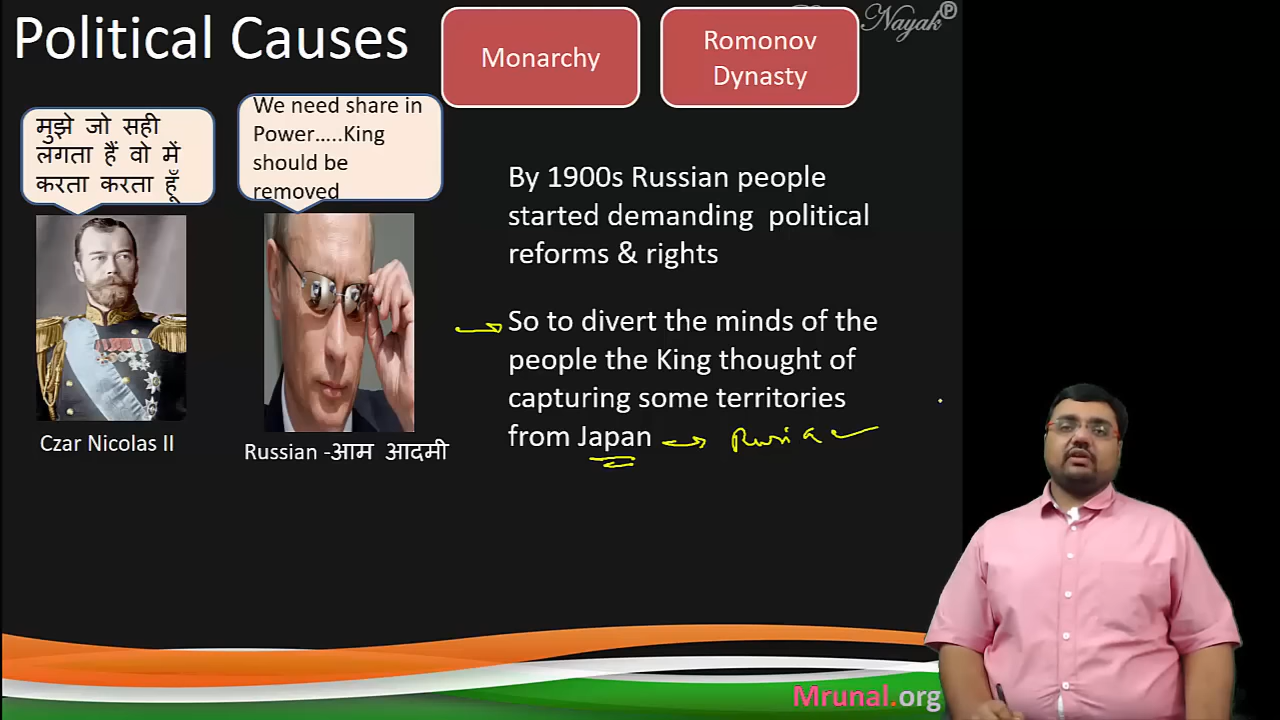 Political Causes
Monarchy
Romonov
Dynasty
Nayak
मुझे जो सही
लगता हैं वो में
करता करता हूँ
We need share in
Power.....King
should be
removed
Czar Nicolas II
Russian -आम आदमी
By 1900s Russian people
started demanding political
reforms & rights
So to divert the minds of the
people the King thought of
capturing some territories
from Japan → Russia
Mrunal.org